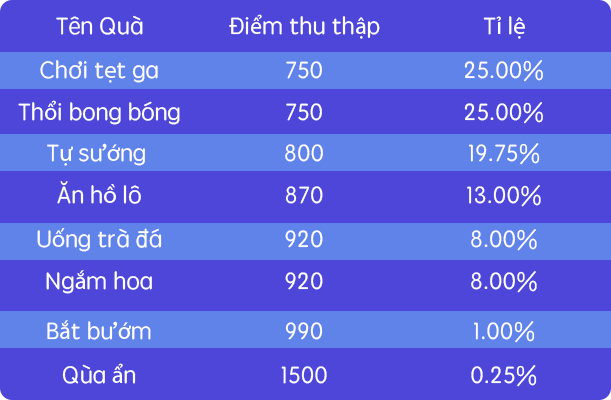 Tên Quà Điểm thu thập Tỉ lệ
Chơi tẹt ga 750 25.00%
Thổi bong bóng 750 25.00%
Tự sướng 800 19.75%
Ăn hồ lô 870 13.00%
Uống trà đá 920 8.00%
Ngắm hoa 920 8.00%
Bắt bướm 990 1.00%
Qùa ẩn 1500 0.25%